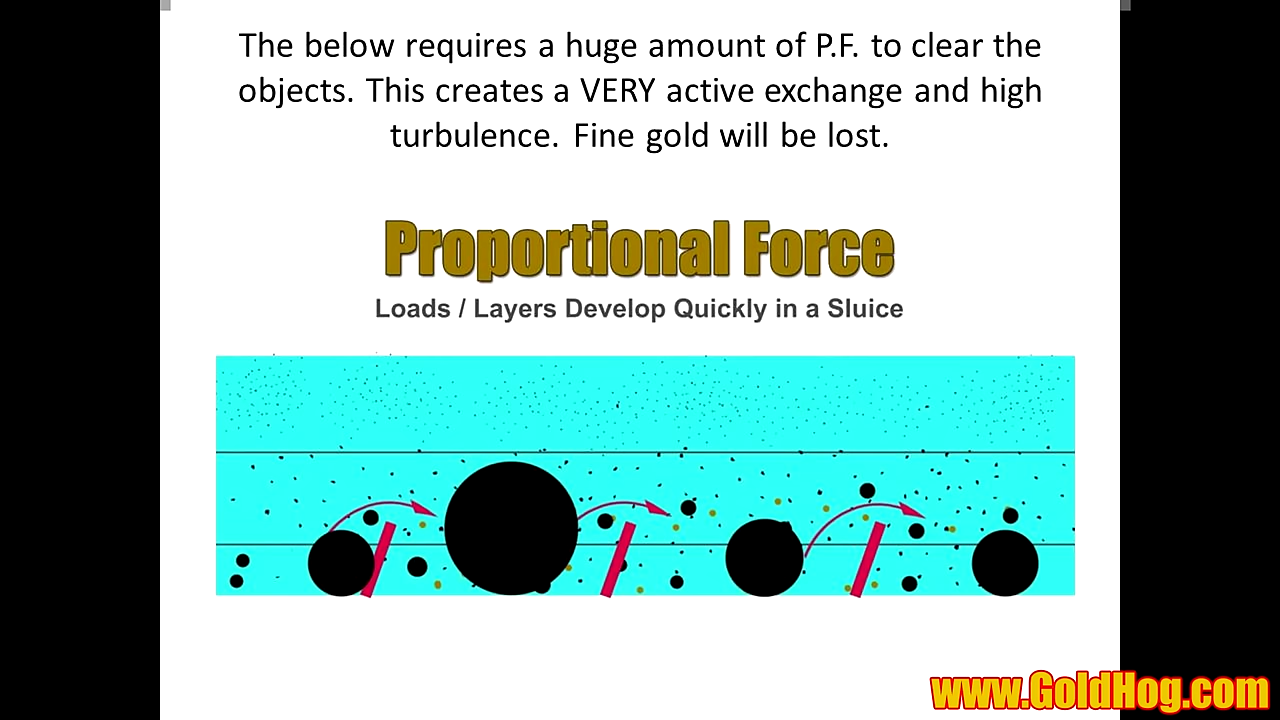 The below requires a huge amount of P.F. to clear the
objects. This creates a VERY active exchange and high
turbulence. Fine gold will be lost.
Proportional Force
Loads / Layers Develop Quickly in a Sluice
www.GoldHog.com